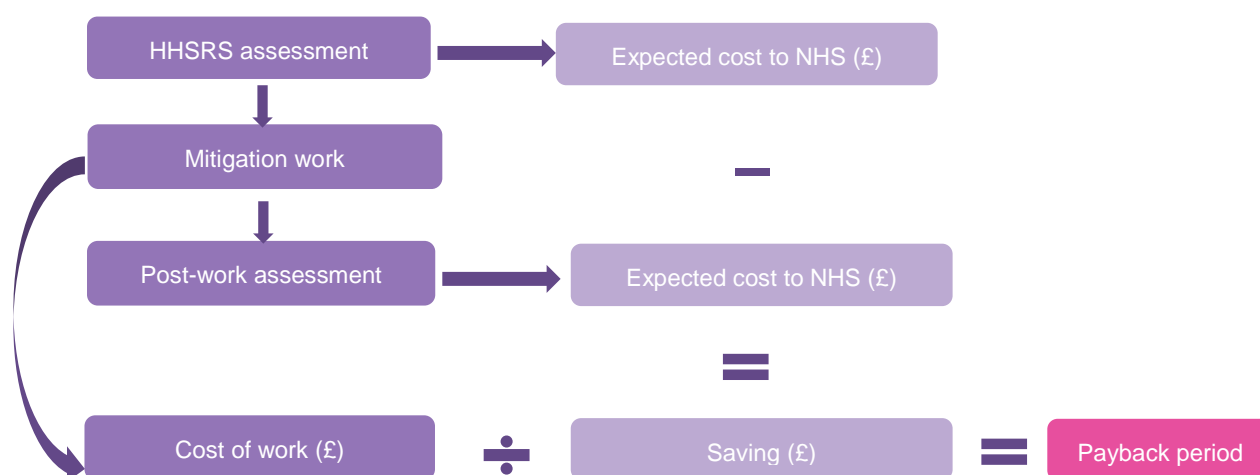 HHSRS assessment
Expected cost to NHS (£)
Mitigation work
–
Post-work assessment
Expected cost to NHS (£)
=
Cost of work (£)
÷
Saving (£)
=
Payback period